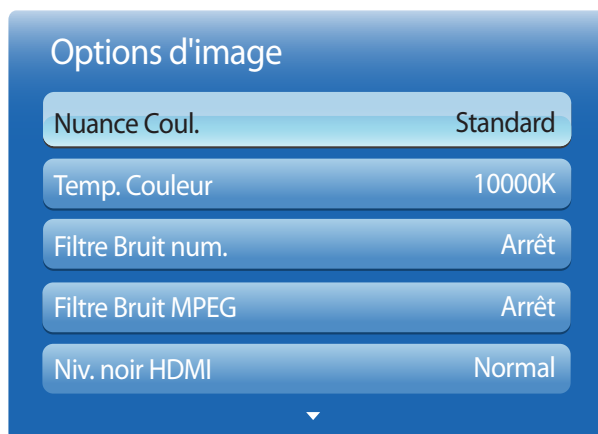 Options d'image
Nuance Coul. Standard
Temp. Couleur 10000K
Filtre Bruit num. Arrêt
Filtre Bruit MPEG Arrêt
Niv. noir HDMI Normal